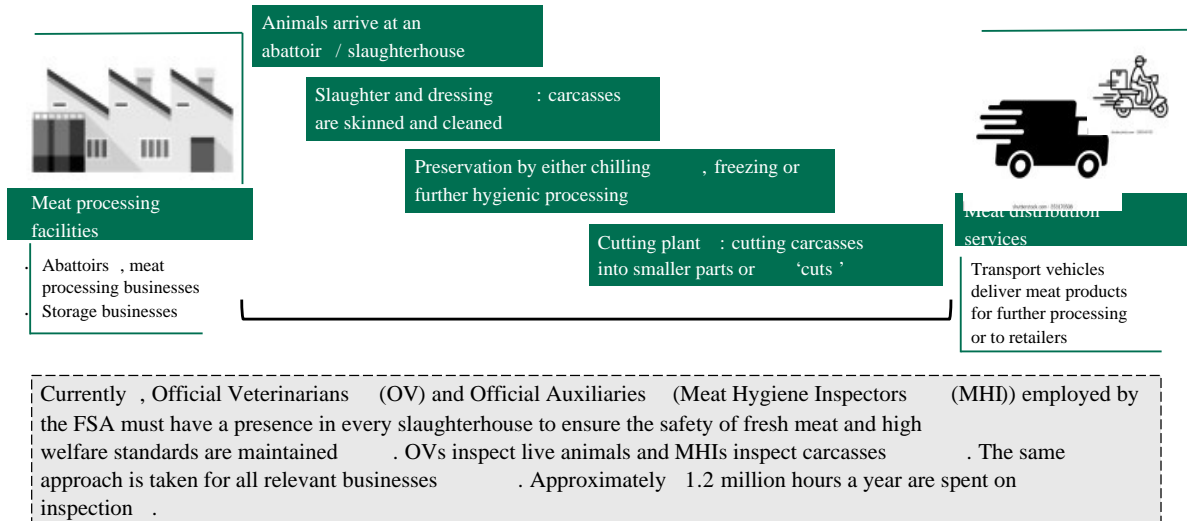 Animals arrive at an
abattoir / slaughterhouse
Slaughter and dressing : carcasses
are skinned and cleaned
Preservation by either chilling , freezing or
further hygienic processing
Cutting plant : cutting carcasses
into smaller parts or ‘cuts ’
Meat processing
facilities
. Abattoirs , meat
processing businesses
. Storage businesses
Meat distribution
services
Transport vehicles
deliver meat products
for further processing
or to retailers
Currently , Official Veterinarians (OV) and Official Auxiliaries (Meat Hygiene Inspectors (MHI)) employed by
the FSA must have a presence in every slaughterhouse to ensure the safety of fresh meat and high
welfare standards are maintained . OVs inspect live animals and MHIs inspect carcasses . The same
approach is taken for all relevant businesses . Approximately 1.2 million hours a year are spent on
inspection .